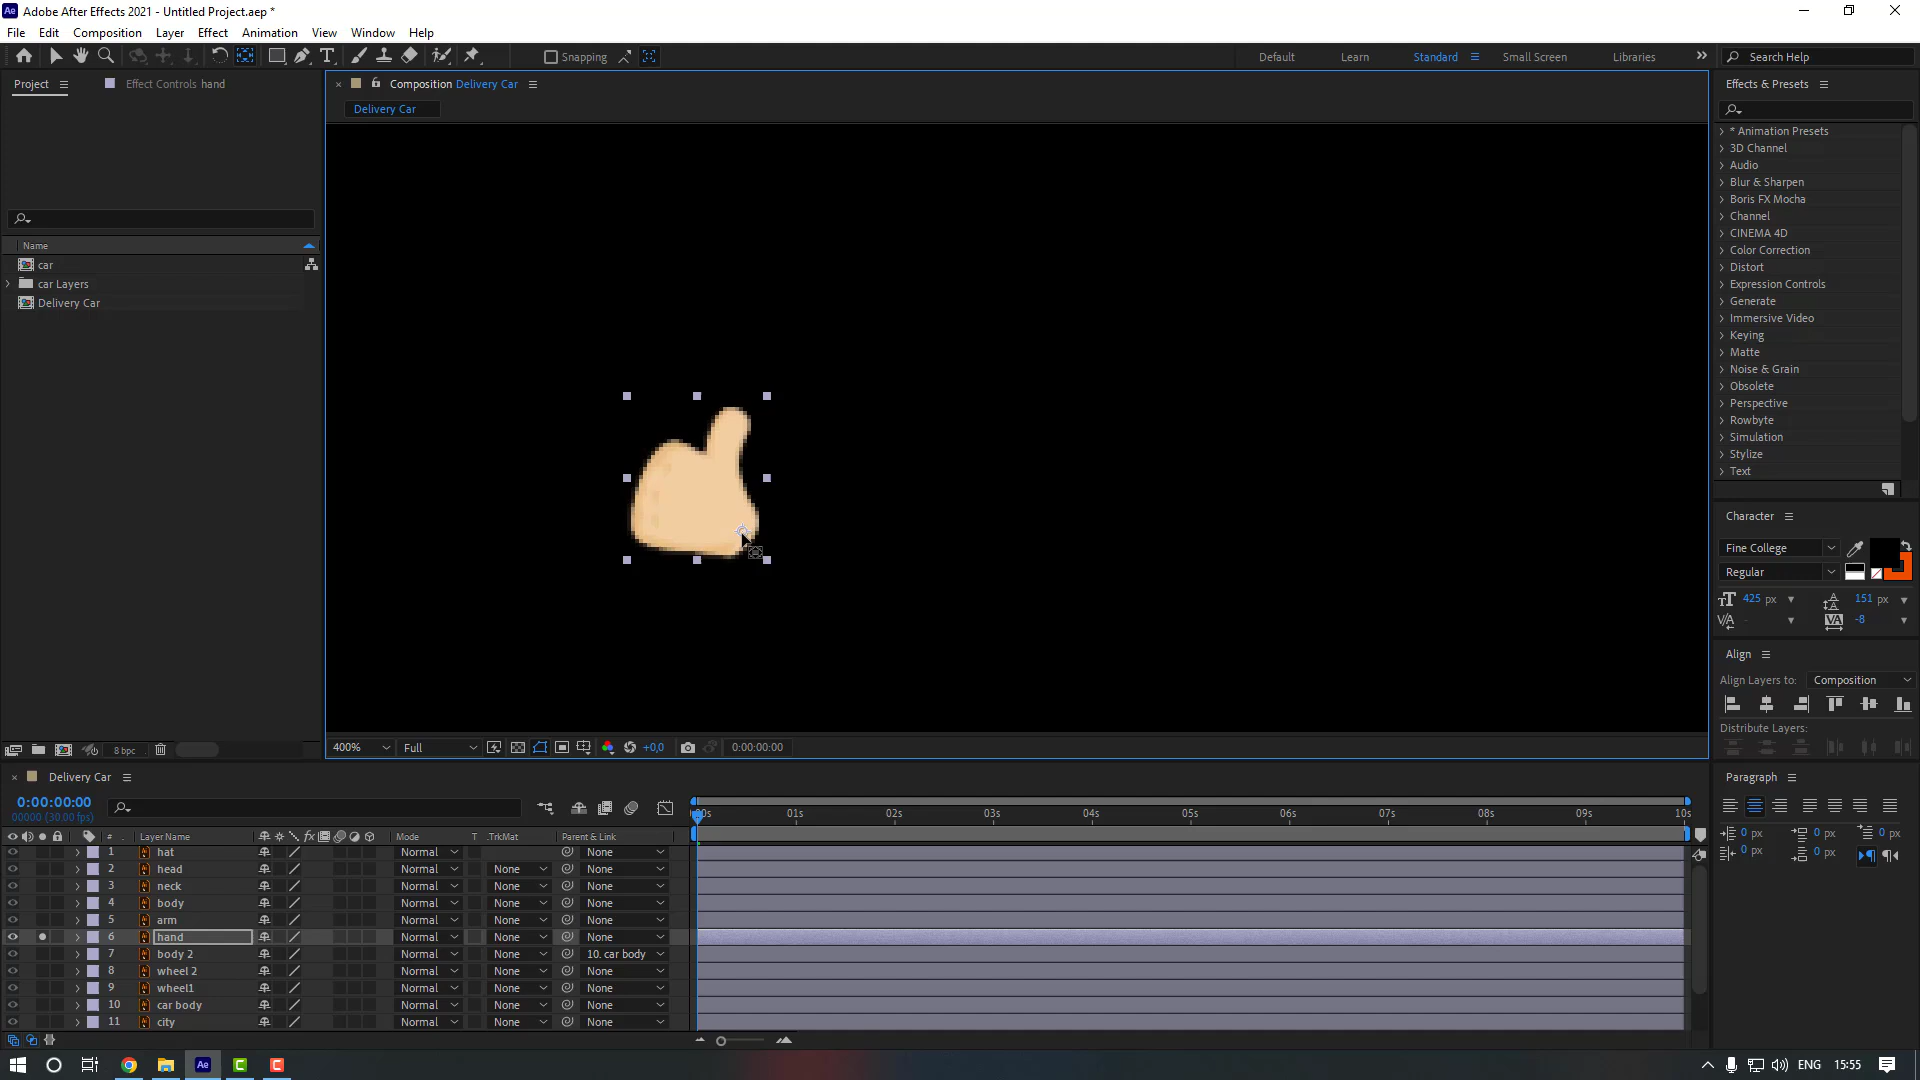 Adobe After Effects 2021 - Untitled Project.aep *
File Edit Composition Layer Effect Animation View Window Help
Snapping
Default Learn Standard Small Screen Libraries
Search Help
Project
Effect Controls hand
Composition Delivery Car
Delivery Car
Name
car
car Layers
Delivery Car
8 bpc
400%
Full
+0,0
0:00:00:00
Effects & Presets
* Animation Presets
3D Channel
Audio
Blur & Sharpen
Boris FX Mocha
Channel
CINEMA 4D
Color Correction
Distort
Expression Controls
Generate
Immersive Video
Keying
Matte
Noise & Grain
Obsolete
Perspective
Rowbyte
Simulation
Stylize
Text
Character
Fine College
Regular
425 px
151 px
-
-8
Align
Align Layers to: Composition
Distribute Layers:
Paragraph
0 px 0 px 0 px
0 px 0 px
Delivery Car
0:00:00:00
00000 (30.00 fps)
01s 02s 03s 04s 05s 06s 07s 08s 09s 10s
# Layer Name fx Mode T .TrkMat Parent & Link
1 hat Normal None
2 head Normal None None
3 neck Normal None None
4 body Normal None None
5 arm Normal None None
6 hand Normal None None
7 body 2 Normal None 10. car body
8 wheel 2 Normal None None
9 wheel1 Normal None None
10 car body Normal None None
11 city Normal None None
ENG 15:55